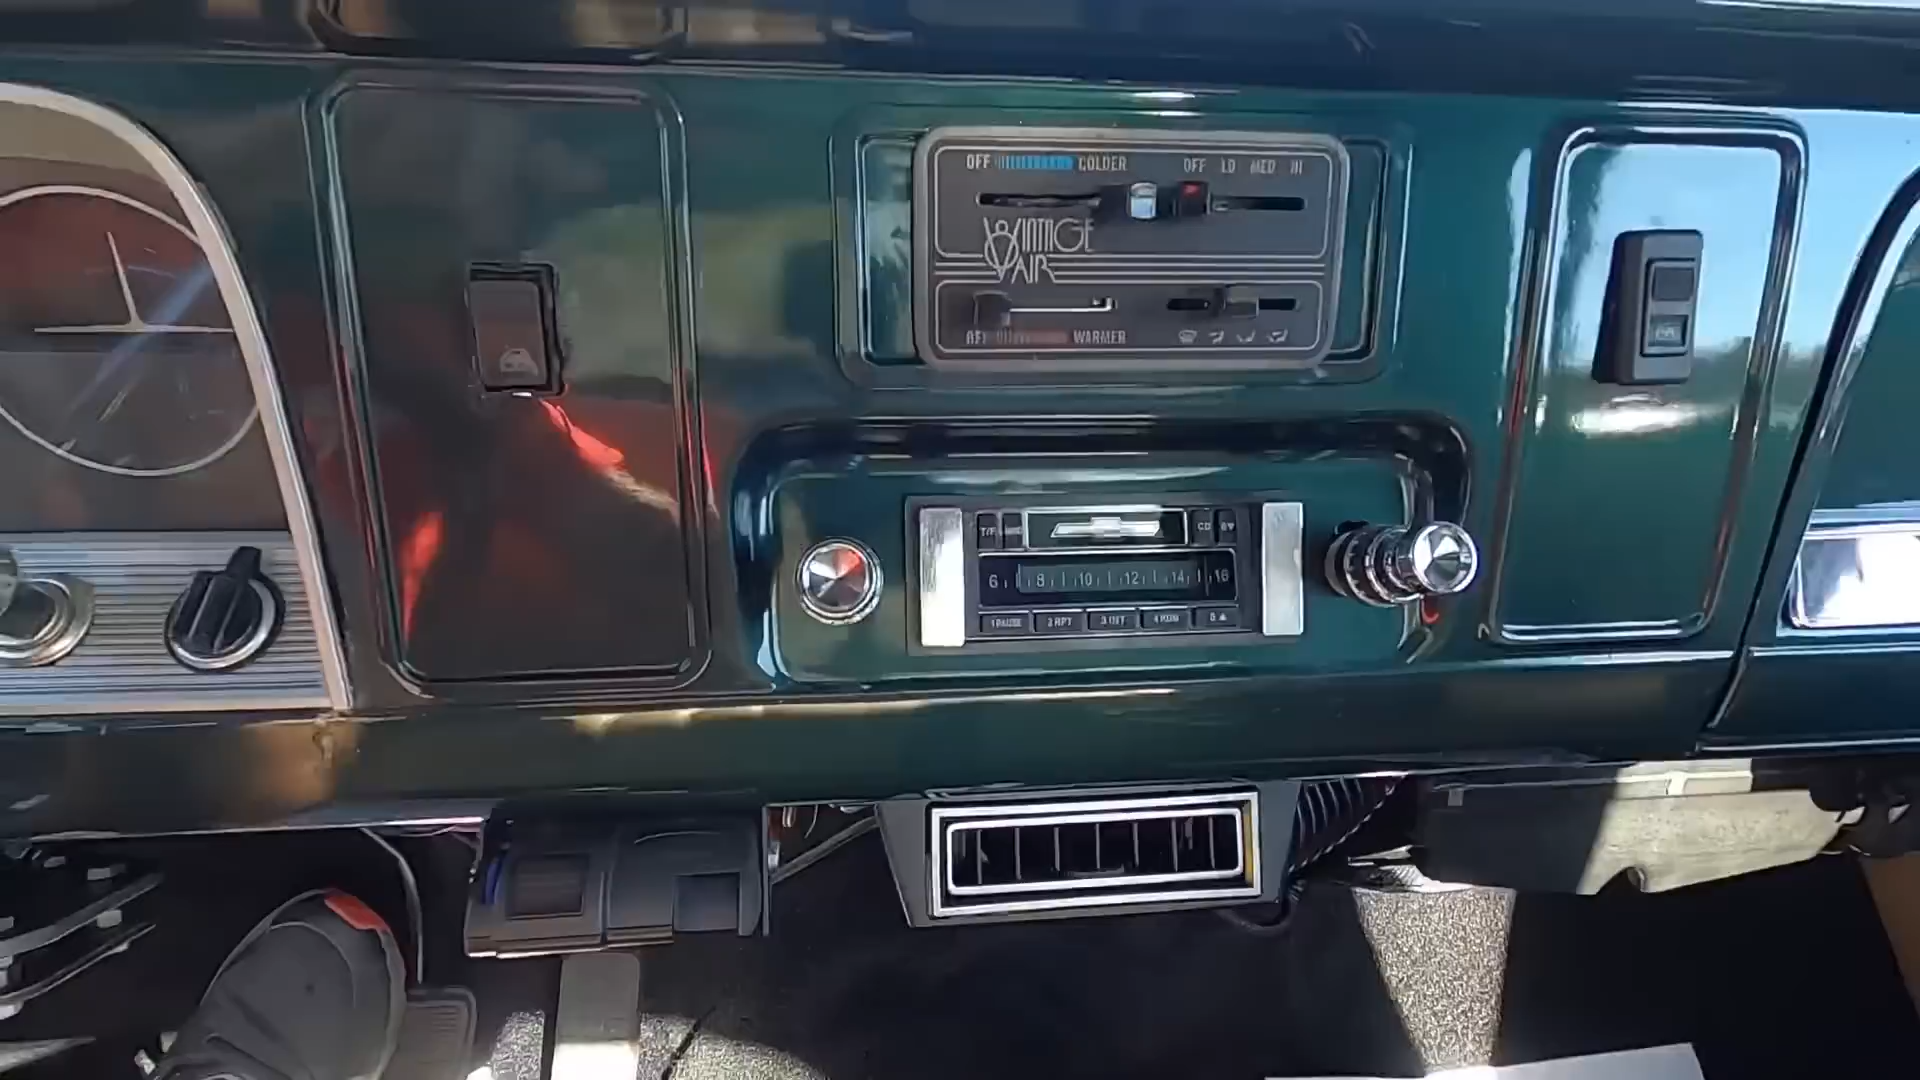 OFF COLDER OFF LO MED HI
VINTAGE
AIR
OFF WARMER
CD
6 8 10 12 14 16
1 PAUSE 2 RPT 3 INT 4 RDM 5